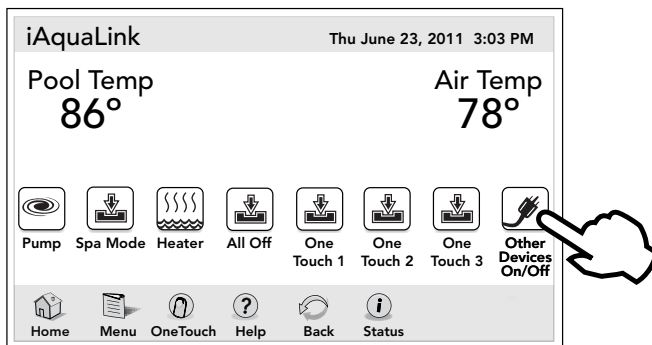 iAquaLink Thu June 23, 2011 3:03 PM
Pool Temp Air Temp
86° 78°
Pump Spa Mode Heater All Off One Touch 1 One Touch 2 One Touch 3 Other Devices On/Off
Home Menu OneTouch ? Help Back i Status